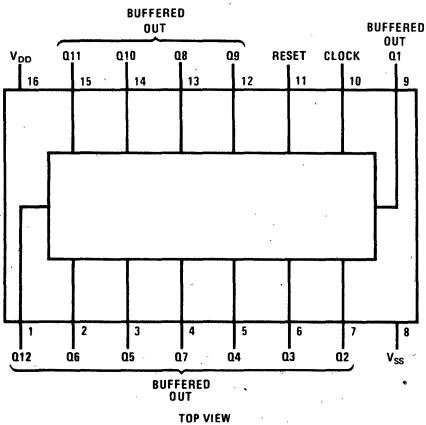 BUFFERED
OUT
BUFFERED
OUT
VDD Q11 Q10 Q8 Q9 RESET CLOCK Q1
16 15 14 13 12 11 10 9
1 2 3 4 5 6 7 8
Q12 Q6 Q5 Q7 Q4 Q3 Q2 VSS
BUFFERED
OUT
TOP VIEW